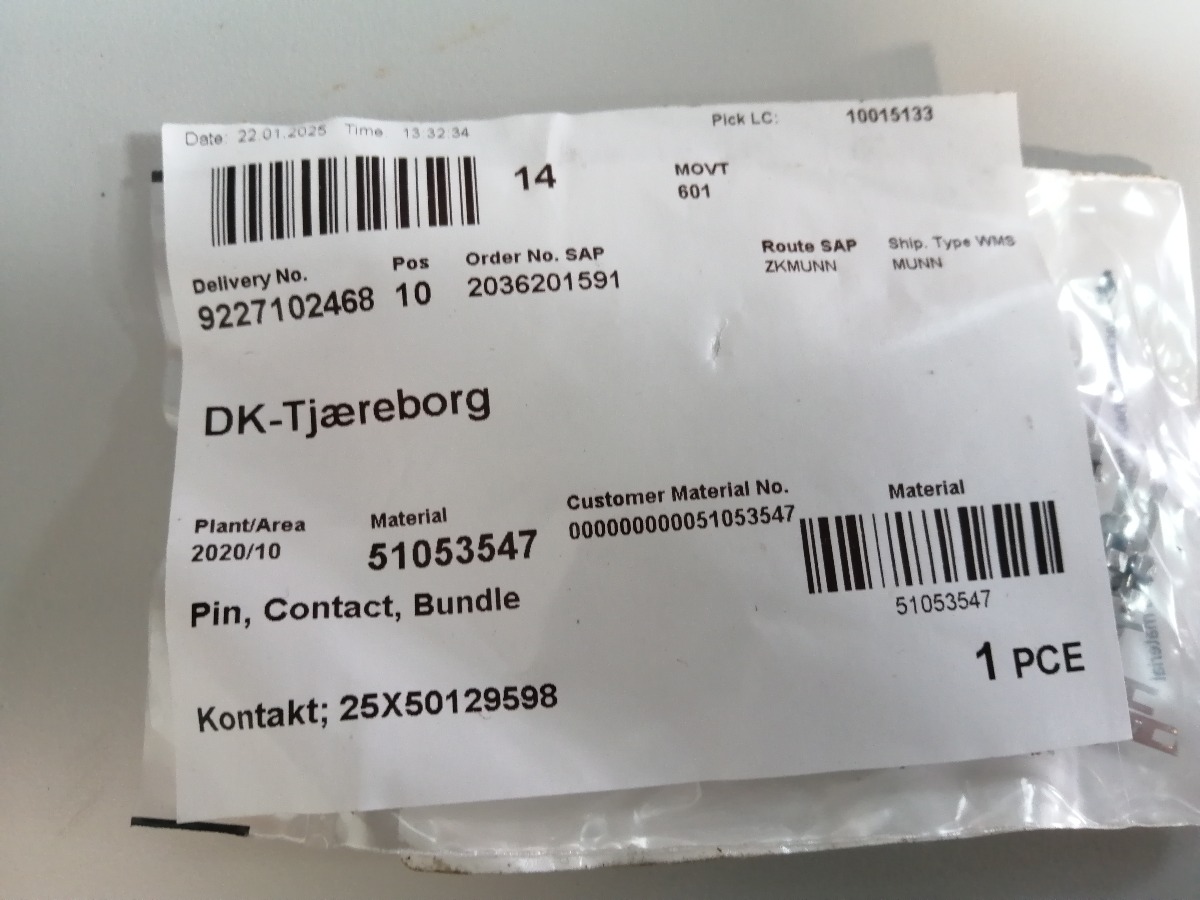 Date: 22.01.2025 Time 13:32:34 Pick LC: 10015133
14 MOVT
601
Delivery No. Pos Order No. SAP Route SAP Ship. Type WMS
9227102468 10 2036201591 ZKMUNN MUNN
DK-Tjæreborg
Plant/Area Material Customer Material No. Material
2020/10 51053547 000000000051053547
51053547
Pin, Contact, Bundle
1 PCE
Kontakt; 25X50129598
material